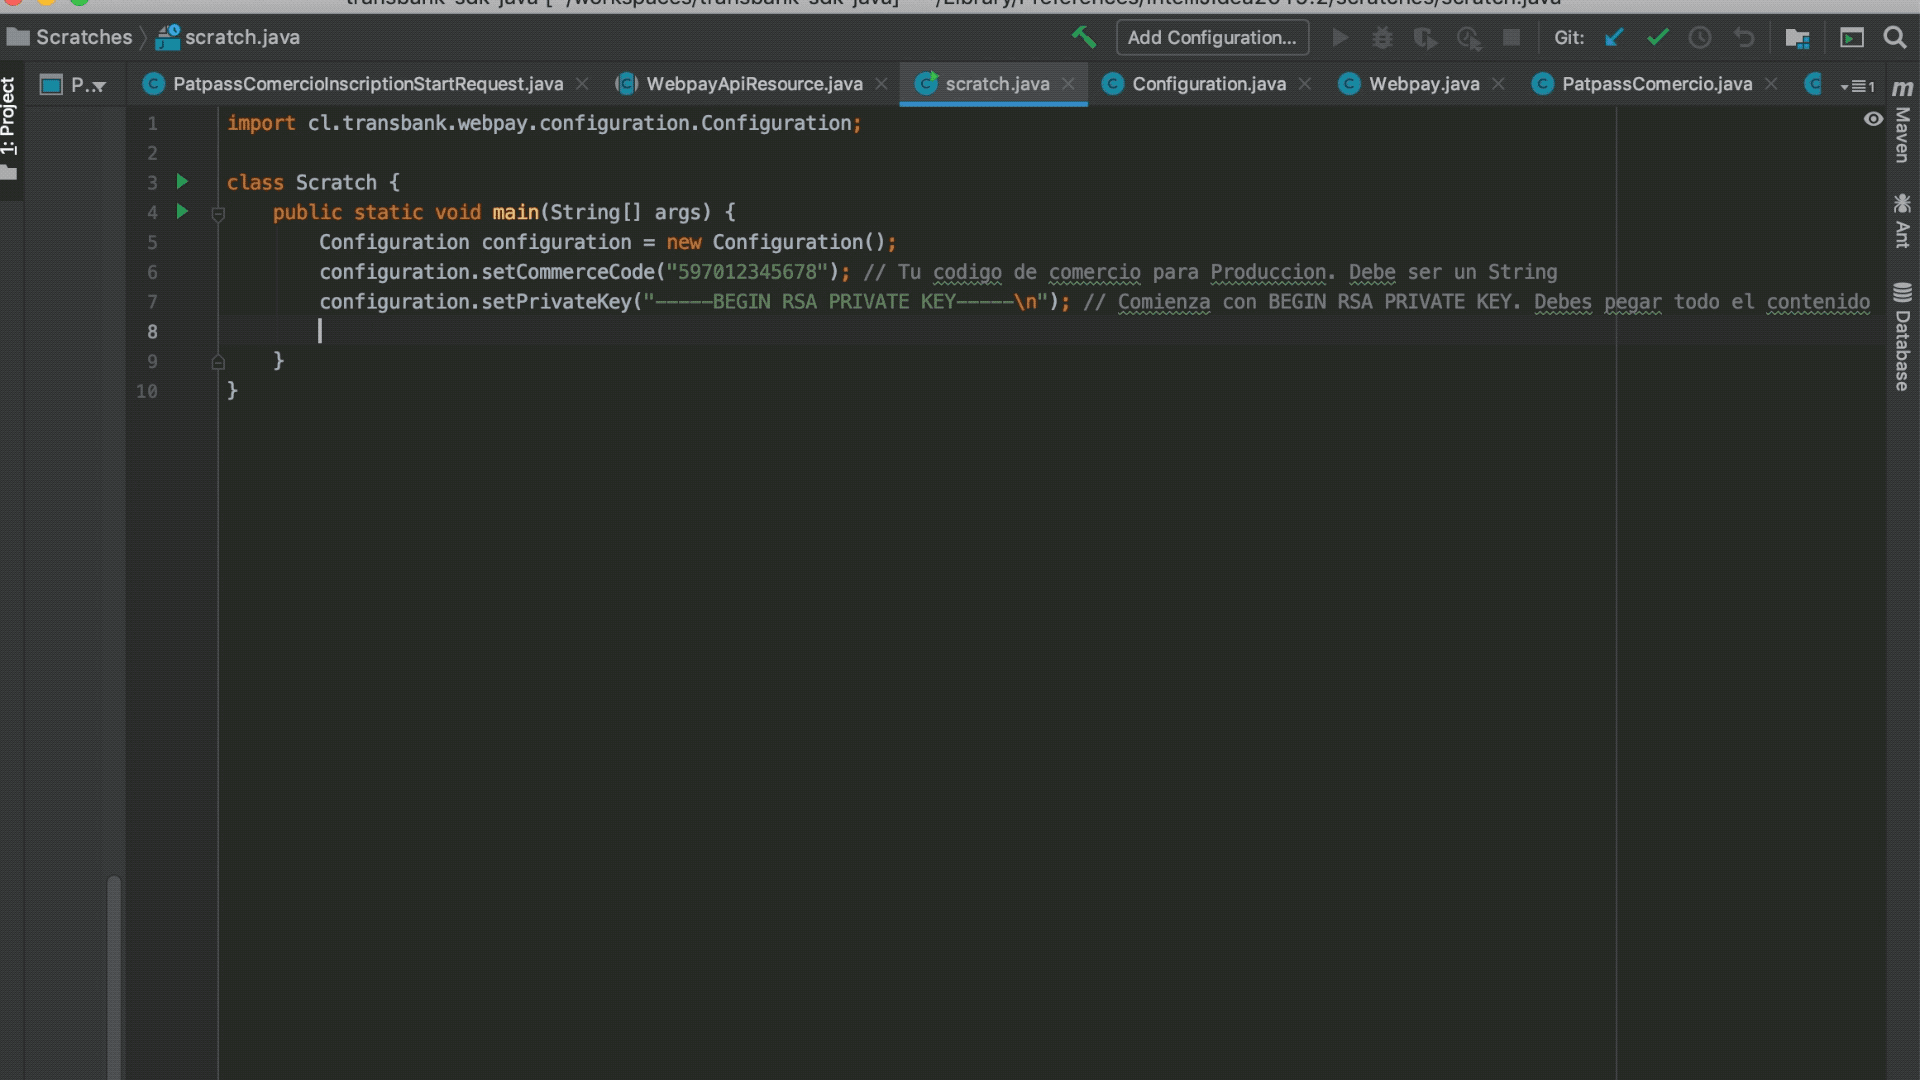 transbank-sdk-java [~/workspaces/transbank-sdk-java] ~/Library/Preferences/IntelliJIdea2019.2/scratches/scratch.java
Scratches scratch.java Add Configuration... Git:
1: Project
P.. PatpassComercioInscriptionStartRequest.java WebpayApiResource.java scratch.java Configuration.java Webpay.java PatpassComercio.java 1
1 import cl.transbank.webpay.configuration.Configuration;
2
3 class Scratch {
4 public static void main(String[] args) {
5 Configuration configuration = new Configuration();
6 configuration.setCommerceCode("597012345678"); // Tu codigo de comercio para Produccion. Debe ser un String
7 configuration.setPrivateKey("-----BEGIN RSA PRIVATE KEY-----\n"); // Comienza con BEGIN RSA PRIVATE KEY. Debes pegar todo el contenido
8
9 }
10 }
m Maven
Ant
Database